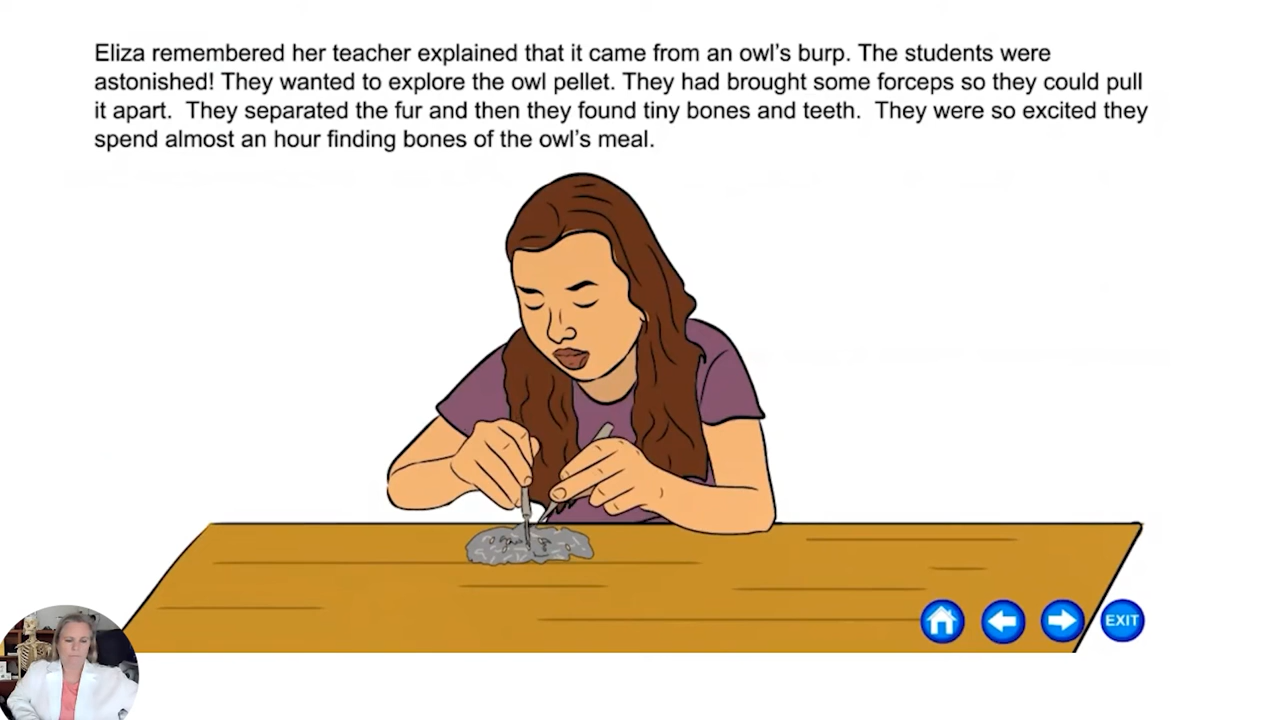 Eliza remembered her teacher explained that it came from an owl's burp. The students were
astonished! They wanted to explore the owl pellet. They had brought some forceps so they could pull
it apart.  They separated the fur and then they found tiny bones and teeth.  They were so excited they
spend almost an hour finding bones of the owl's meal.
EXIT